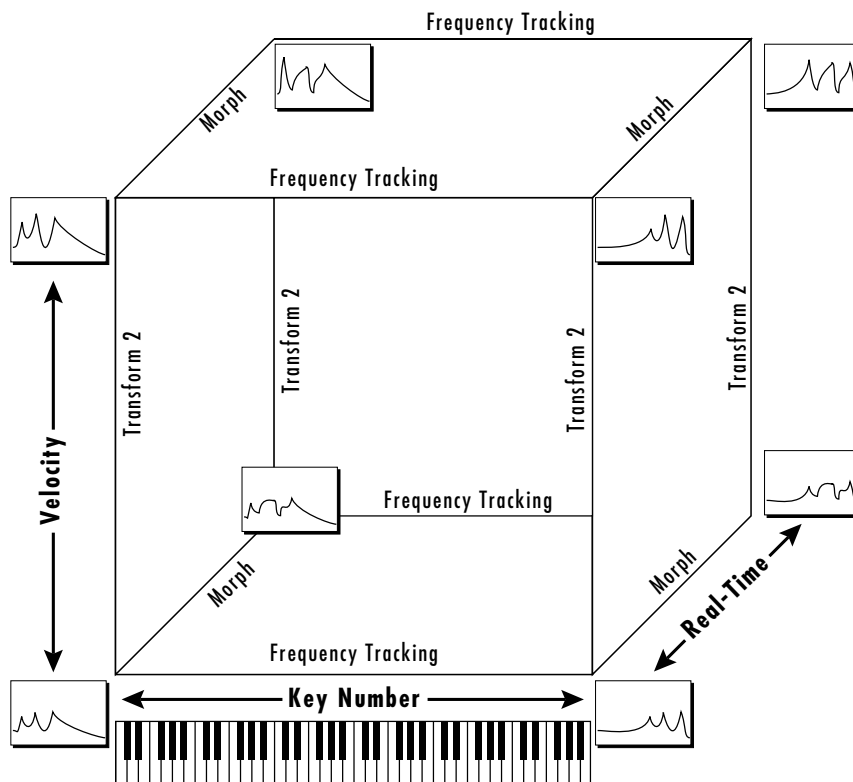 Frequency Tracking
Morph
Morph
Frequency Tracking
Transform 2
Transform 2
Transform 2
Transform 2
Velocity
Frequency Tracking
Morph
Morph
Real-Time
Frequency Tracking
Key Number